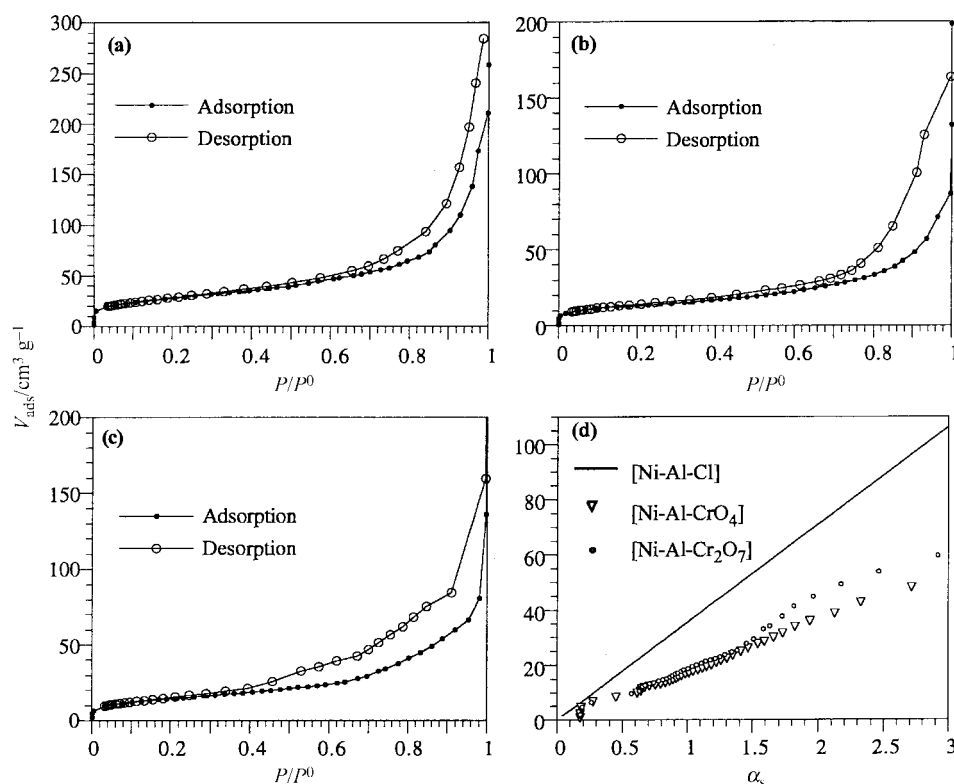 (a)
300
250
200
150
100
50
0
Adsorption
Desorption
0 0.2 0.4 0.6 0.8 1
P/P⁰
(b)
200
150
100
50
0
Adsorption
Desorption
0 0.2 0.4 0.6 0.8 1
P/P⁰
V_ads/cm³ g⁻¹
(c)
200
150
100
50
0
Adsorption
Desorption
0 0.2 0.4 0.6 0.8 1
P/P⁰
(d)
100
80
60
40
20
0
[Ni-Al-Cl]
[Ni-Al-CrO₄]
[Ni-Al-Cr₂O₇]
0 0.5 1 1.5 2 2.5 3
αₛ